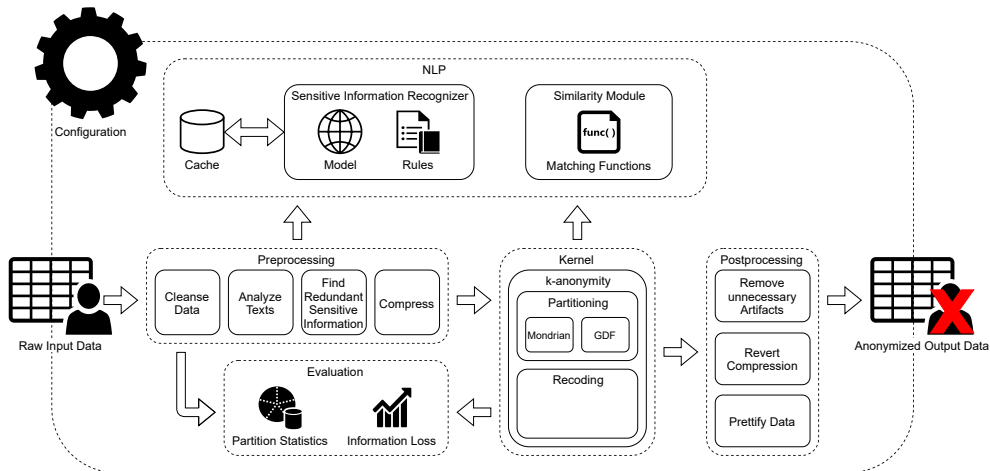 NLP
Configuration
Sensitive Information Recognizer
Similarity Module
func( )
Cache
Model
Rules
Matching Functions
Preprocessing
Kernel
Postprocessing
Raw Input Data
Cleanse
Data
Analyze
Texts
Find
Redundant
Sensitive
Information
Compress
k-anonymity
Partitioning
Mondrian
GDF
Recoding
Remove
unnecessary
Artifacts
Revert
Compression
Prettify Data
Anonymized Output Data
Evaluation
Partition Statistics
Information Loss